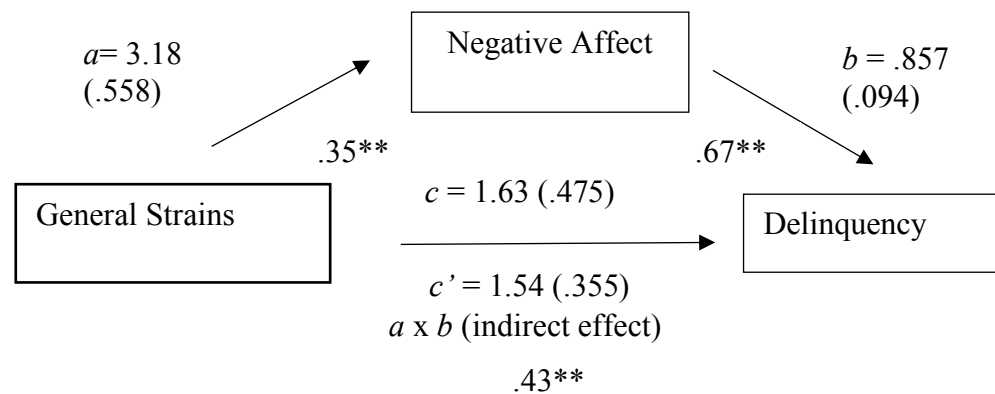 Negative Affect
a= 3.18
(.558)
b = .857
(.094)
.35**
.67**
General Strains
c = 1.63 (.475)
Delinquency
c’ = 1.54 (.355)
a x b (indirect effect)
.43**